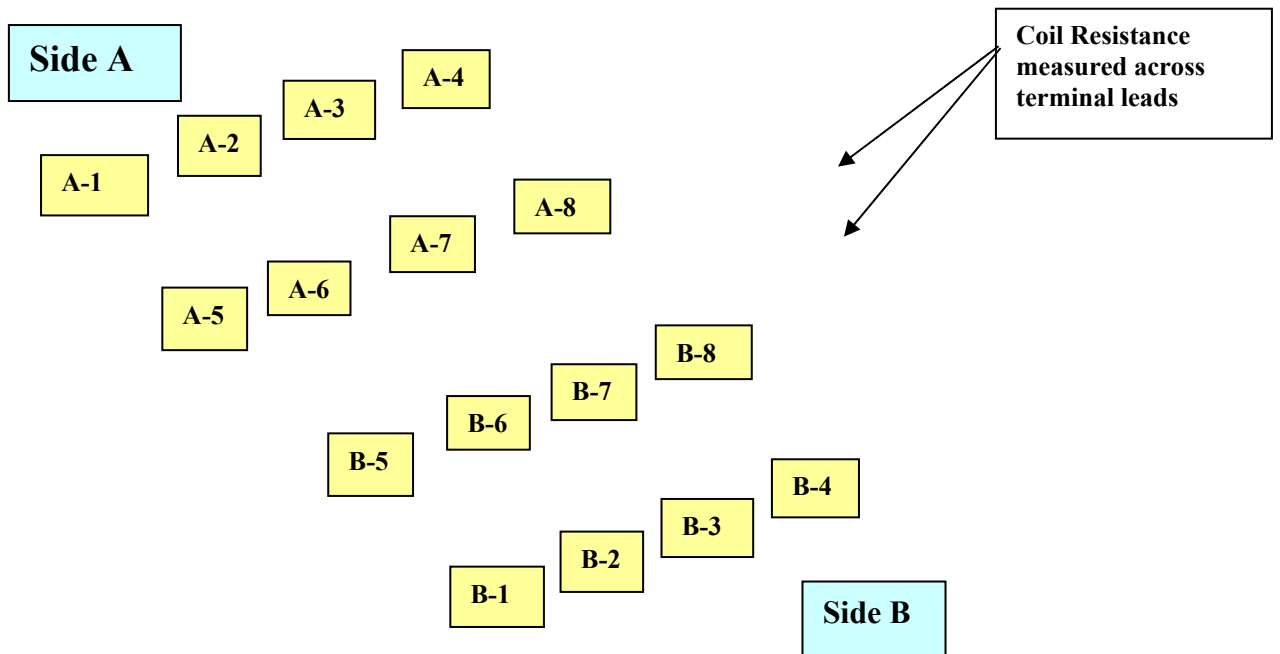 Side A
A-1
A-2
A-3
A-4
Coil Resistance
measured across
terminal leads
A-5
A-6
A-7
A-8
B-5
B-6
B-7
B-8
B-1
B-2
B-3
B-4
Side B